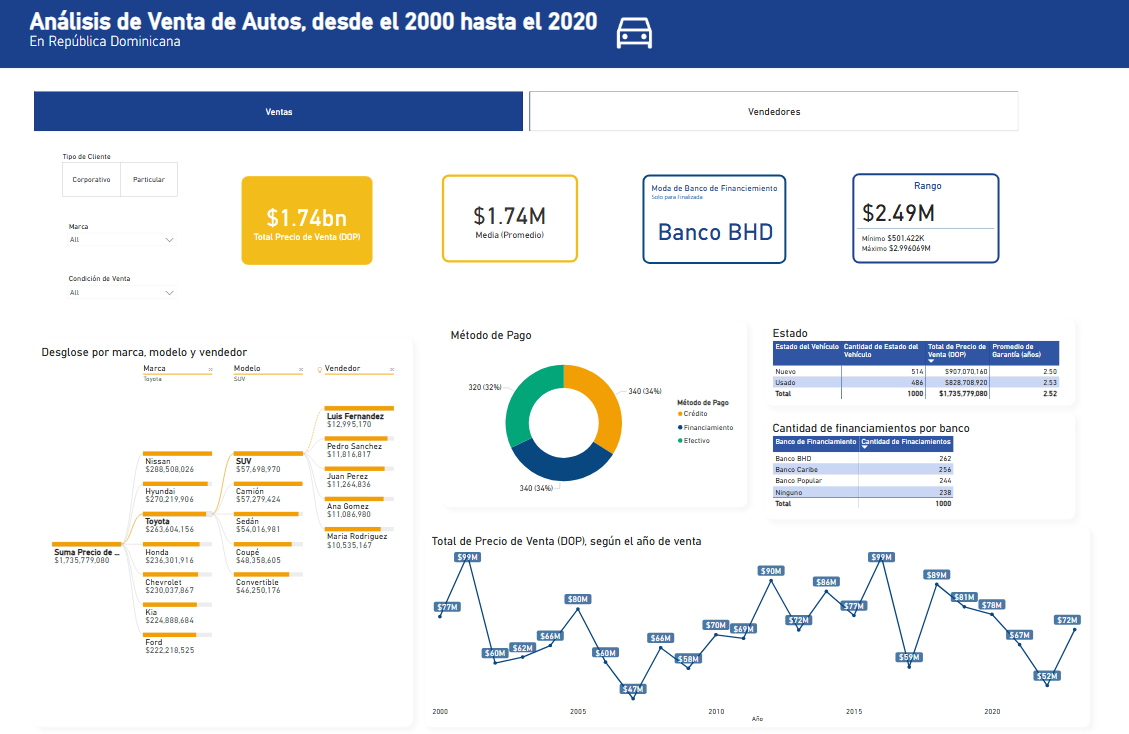 Análisis de Venta de Autos, desde el 2000 hasta el 2020
En República Dominicana
Ventas
Vendedores
Tipo de Cliente
Corporativo
Particular
Marca
All
Condición de Venta
All
$1.74bn
Total Precio de Venta (DOP)
$1.74M
Media (Promedio)
Moda de Banco de Financiemiento
Solo para finalizada
Banco BHD
Rango
$2.49M
Mínimo $501.422K
Máximo $2.996069M
Desglose por marca, modelo y vendedor
Marca
Toyota
Modelo
SUV
Vendedor
Suma Precio de ...
$1,735,779,080
Nissan
$288,508,026
Hyundai
$270,219,906
Toyota
$263,604,156
Honda
$236,301,916
Chevrolet
$230,037,867
Kia
$224,888,684
Ford
$222,218,525
SUV
$57,698,970
Camión
$57,279,424
Sedán
$54,016,981
Coupé
$48,358,605
Convertible
$46,250,176
Luis Fernandez
$12,995,170
Pedro Sanchez
$11,816,817
Juan Perez
$11,264,836
Ana Gomez
$11,086,980
Maria Rodriguez
$10,535,167
Método de Pago
320 (32%)
340 (34%)
340 (34%)
Método de Pago
Crédito
Financiamiento
Efectivo
Estado
Estado del Vehículo Cantidad de Estado del Vehículo Total de Precio de Venta (DOP) Promedio de Garantía (años)
Nuevo 514 $907,070,160 2.50
Usado 486 $828,708,920 2.53
Total 1000 $1,735,779,080 2.52
Cantidad de financiamientos por banco
Banco de Financiamiento Cantidad de Finaciamientos
Banco BHD 262
Banco Caribe 256
Banco Popular 244
Ninguno 238
Total 1000
Total de Precio de Venta (DOP), según el año de venta
$77M
$99M
$60M
$62M
$66M
$80M
$60M
$47M
$66M
$58M
$70M
$69M
$90M
$72M
$86M
$77M
$99M
$59M
$89M
$81M
$78M
$67M
$52M
$72M
2000
2005
2010
2015
2020
Año